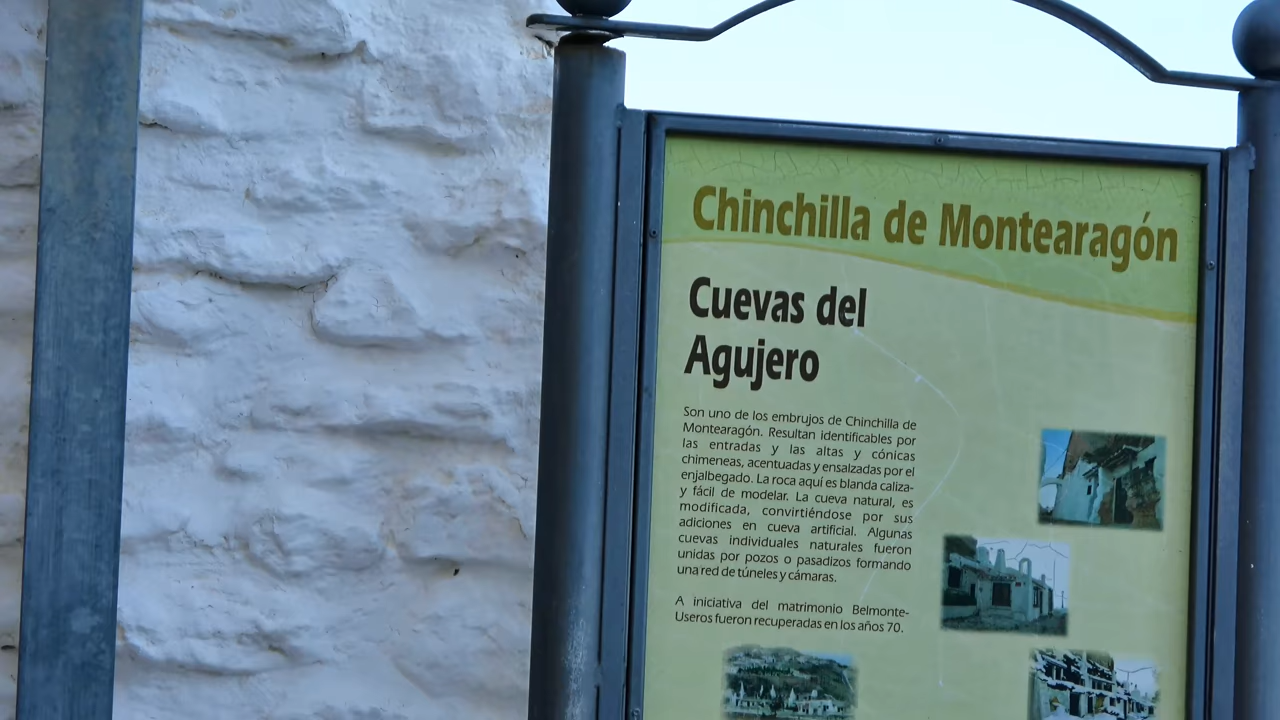 Chinchilla de Montearagón
Cuevas del
Agujero
Son uno de los embrujos de Chinchilla de
Montearagón. Resultan identificables por
las entradas y las altas y cónicas
chimeneas, acentuadas y ensalzadas por el
enjalbegado. La roca aquí es blanda caliza-
y fácil de modelar. La cueva natural, es
modificada, convirtiéndose por sus
adiciones en cueva artificial. Algunas
cuevas individuales naturales fueron
unidas por pozos o pasadizos formando
una red de túneles y cámaras.
A iniciativa del matrimonio Belmonte-
Useros fueron recuperadas en los años 70.